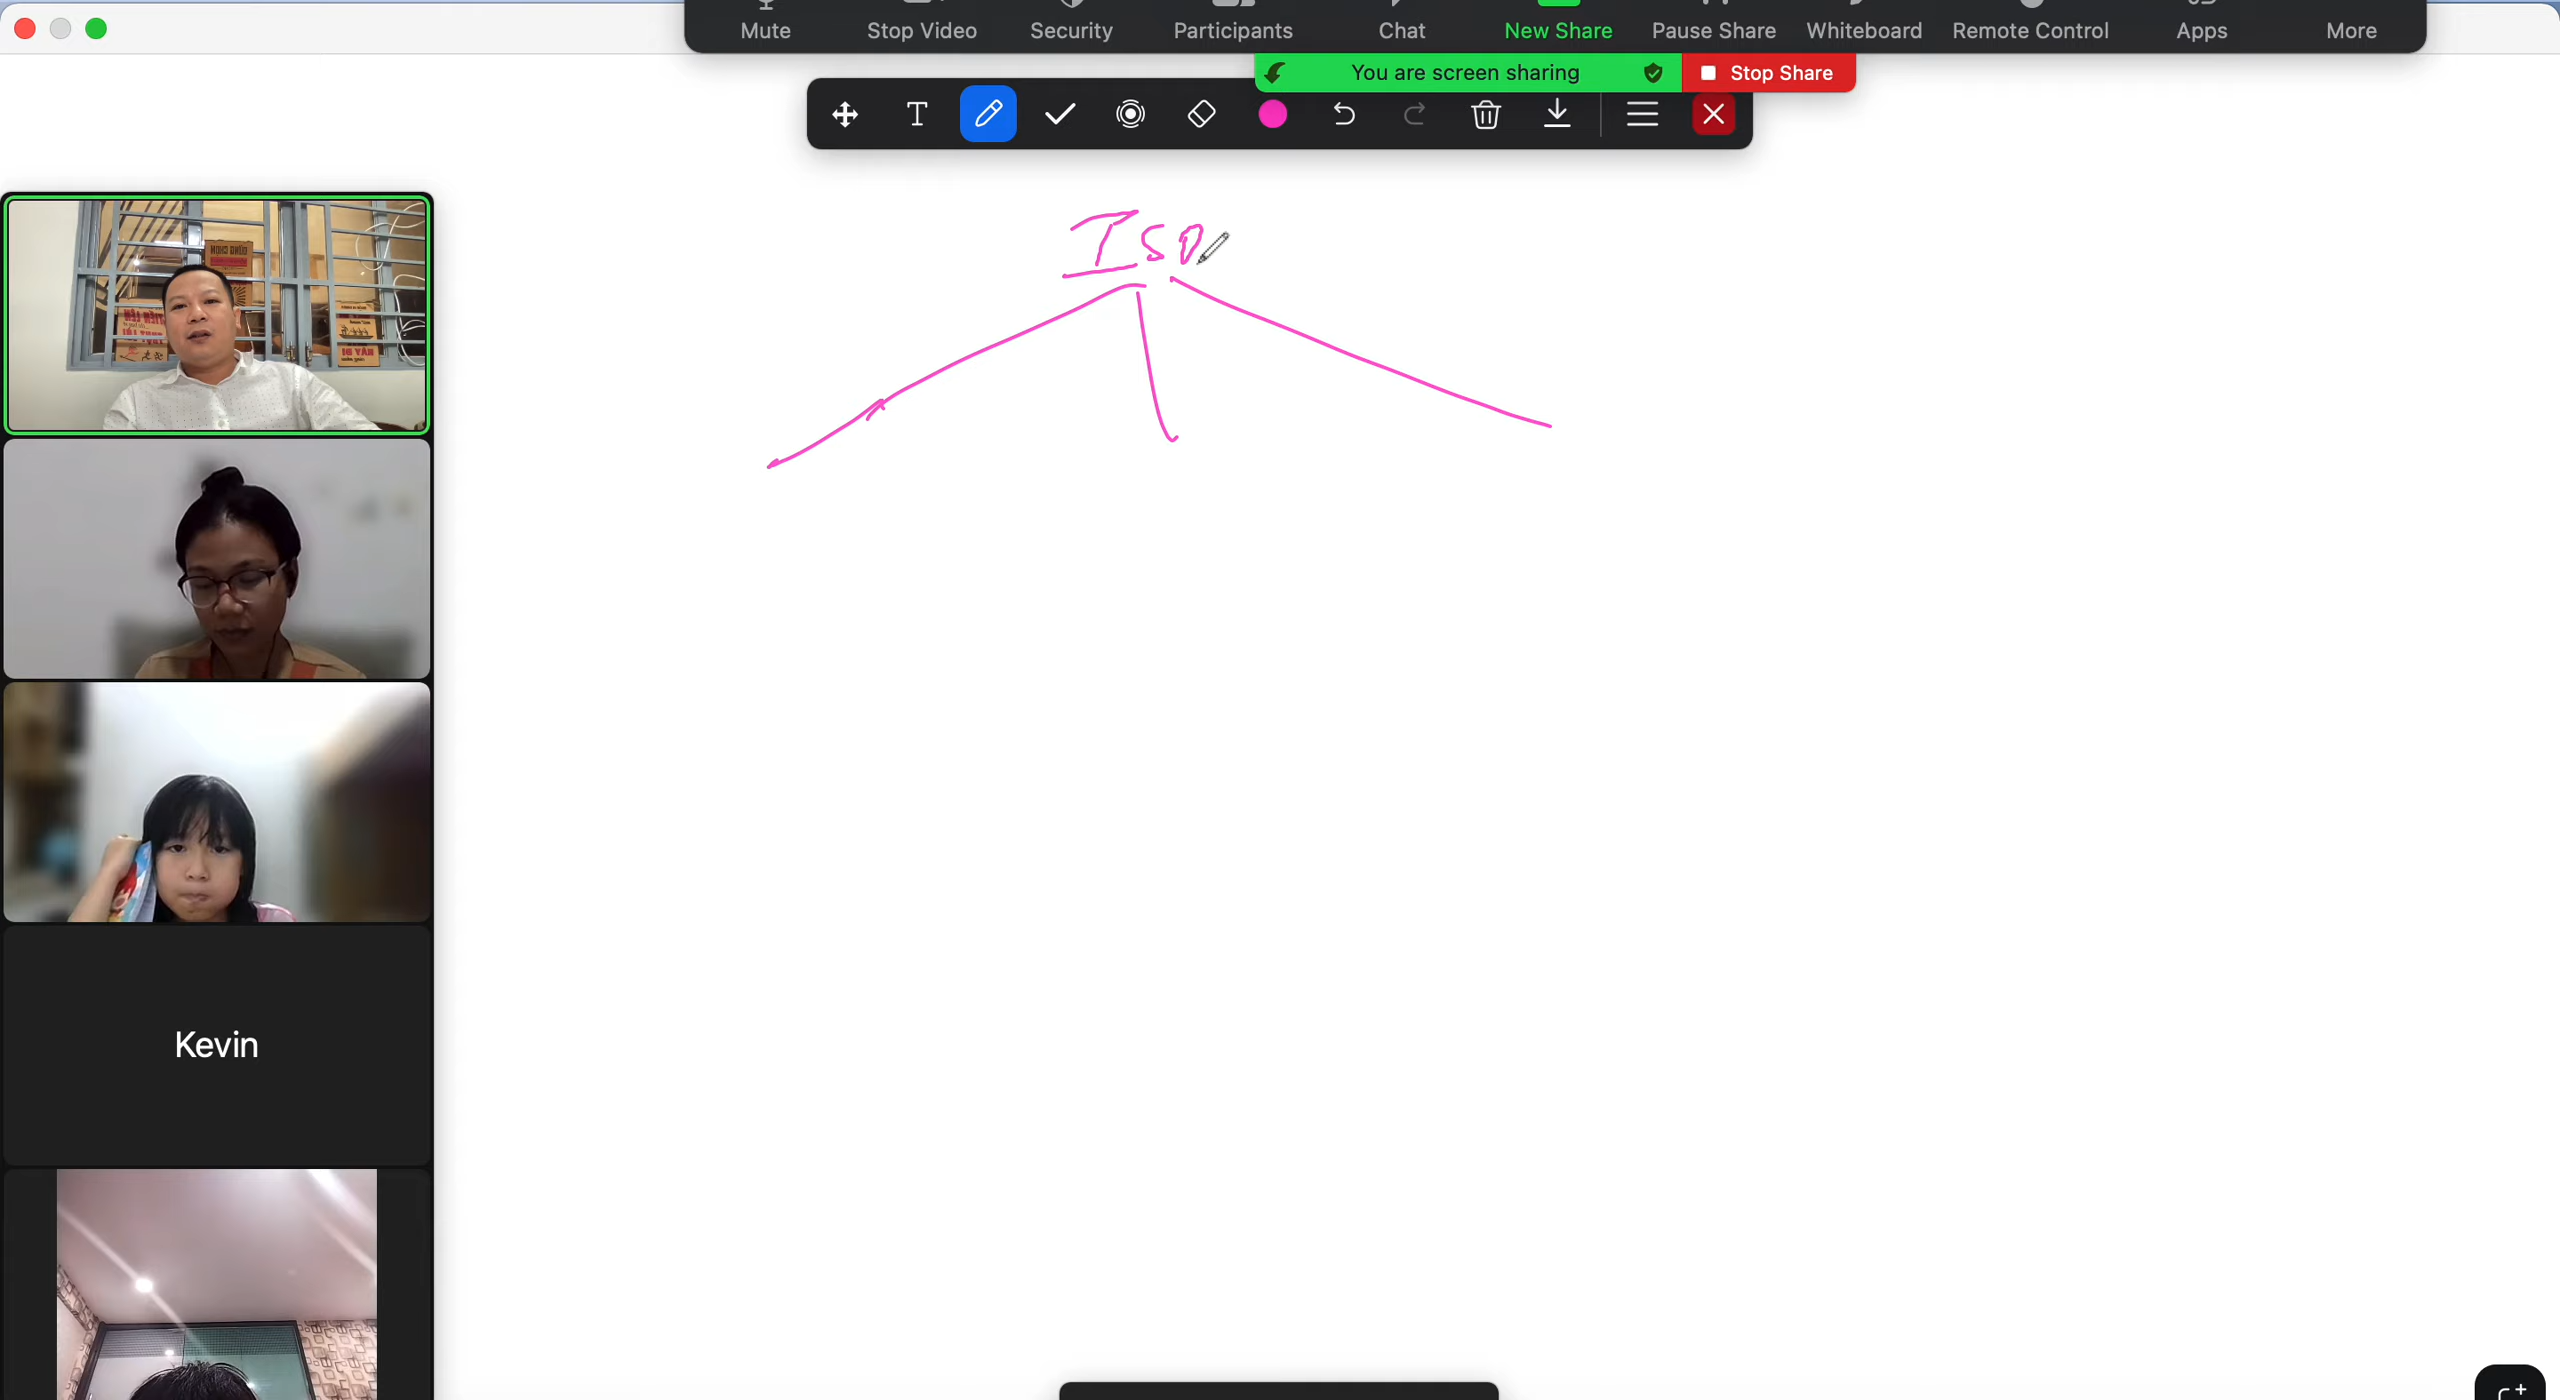 Mute Stop Video Security Participants Chat New Share Pause Share Whiteboard Remote Control Apps More
You are screen sharing Stop Share
T
Kevin